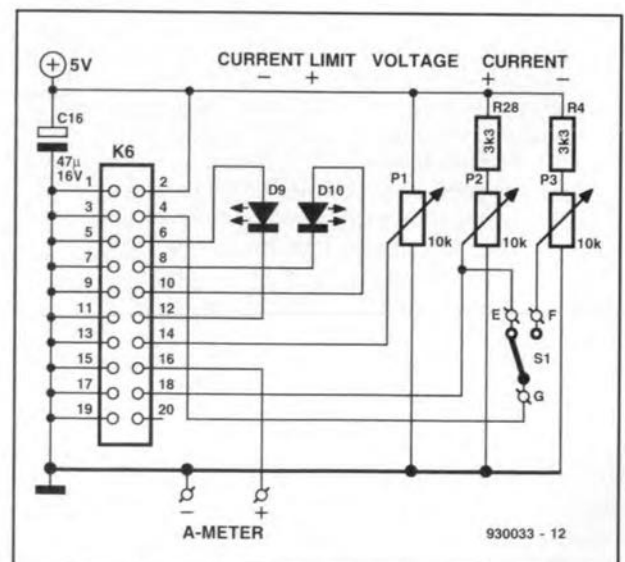 CURRENT LIMIT VOLTAGE CURRENT
− + + −
5V
C16
47µ
16V
K6
1 2
3 4
5 6
7 8
9 10
11 12
13 14
15 16
17 18
19 20
D9 D10
P1
10k
R28
3k3
P2
10k
R4
3k3
P3
10k
E F
S1
G
− +
A-METER
930033 - 12